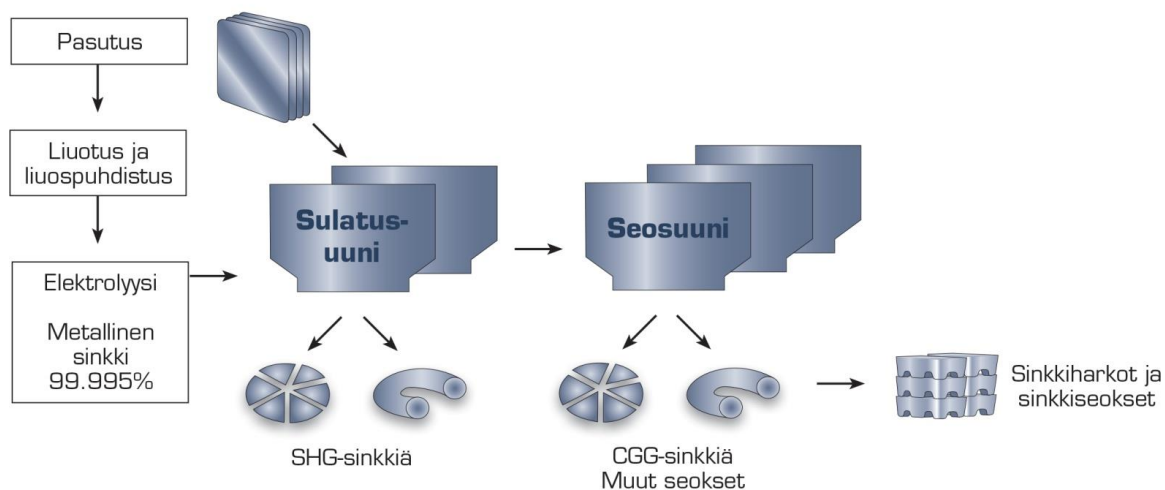 Pasutus
Liuotus ja
liuospuhdistus
Elektrolyysi
Metallinen
sinkki
99.995%
Sulatus-
uuni
Seosuuni
SHG-sinkkiä
CGG-sinkkiä
Muut seokset
Sinkkiharkot ja
sinkkiseokset